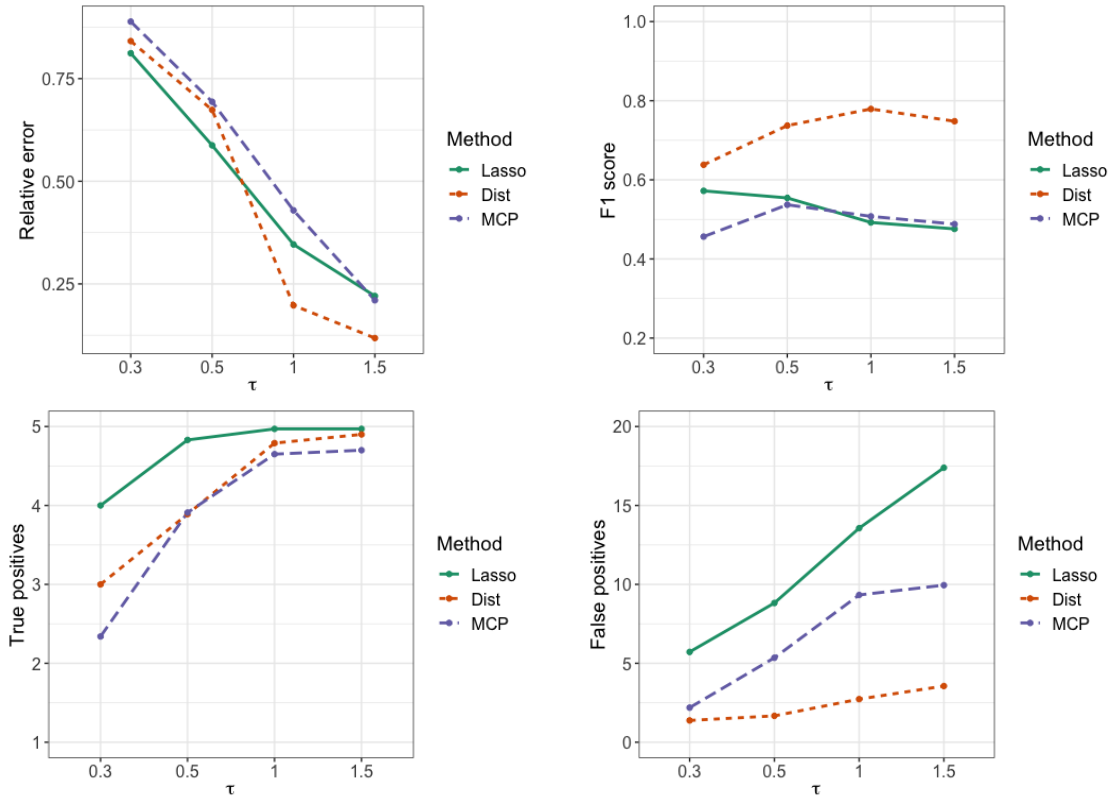 Relative error
0.75
0.50
0.25
0.3 0.5 1 1.5
τ
Method
Lasso
Dist
MCP
F1 score
1.0
0.8
0.6
0.4
0.2
0.3 0.5 1 1.5
τ
Method
Lasso
Dist
MCP
True positives
5
4
3
2
1
0.3 0.5 1 1.5
τ
Method
Lasso
Dist
MCP
False positives
20
15
10
5
0
0.3 0.5 1 1.5
τ
Method
Lasso
Dist
MCP